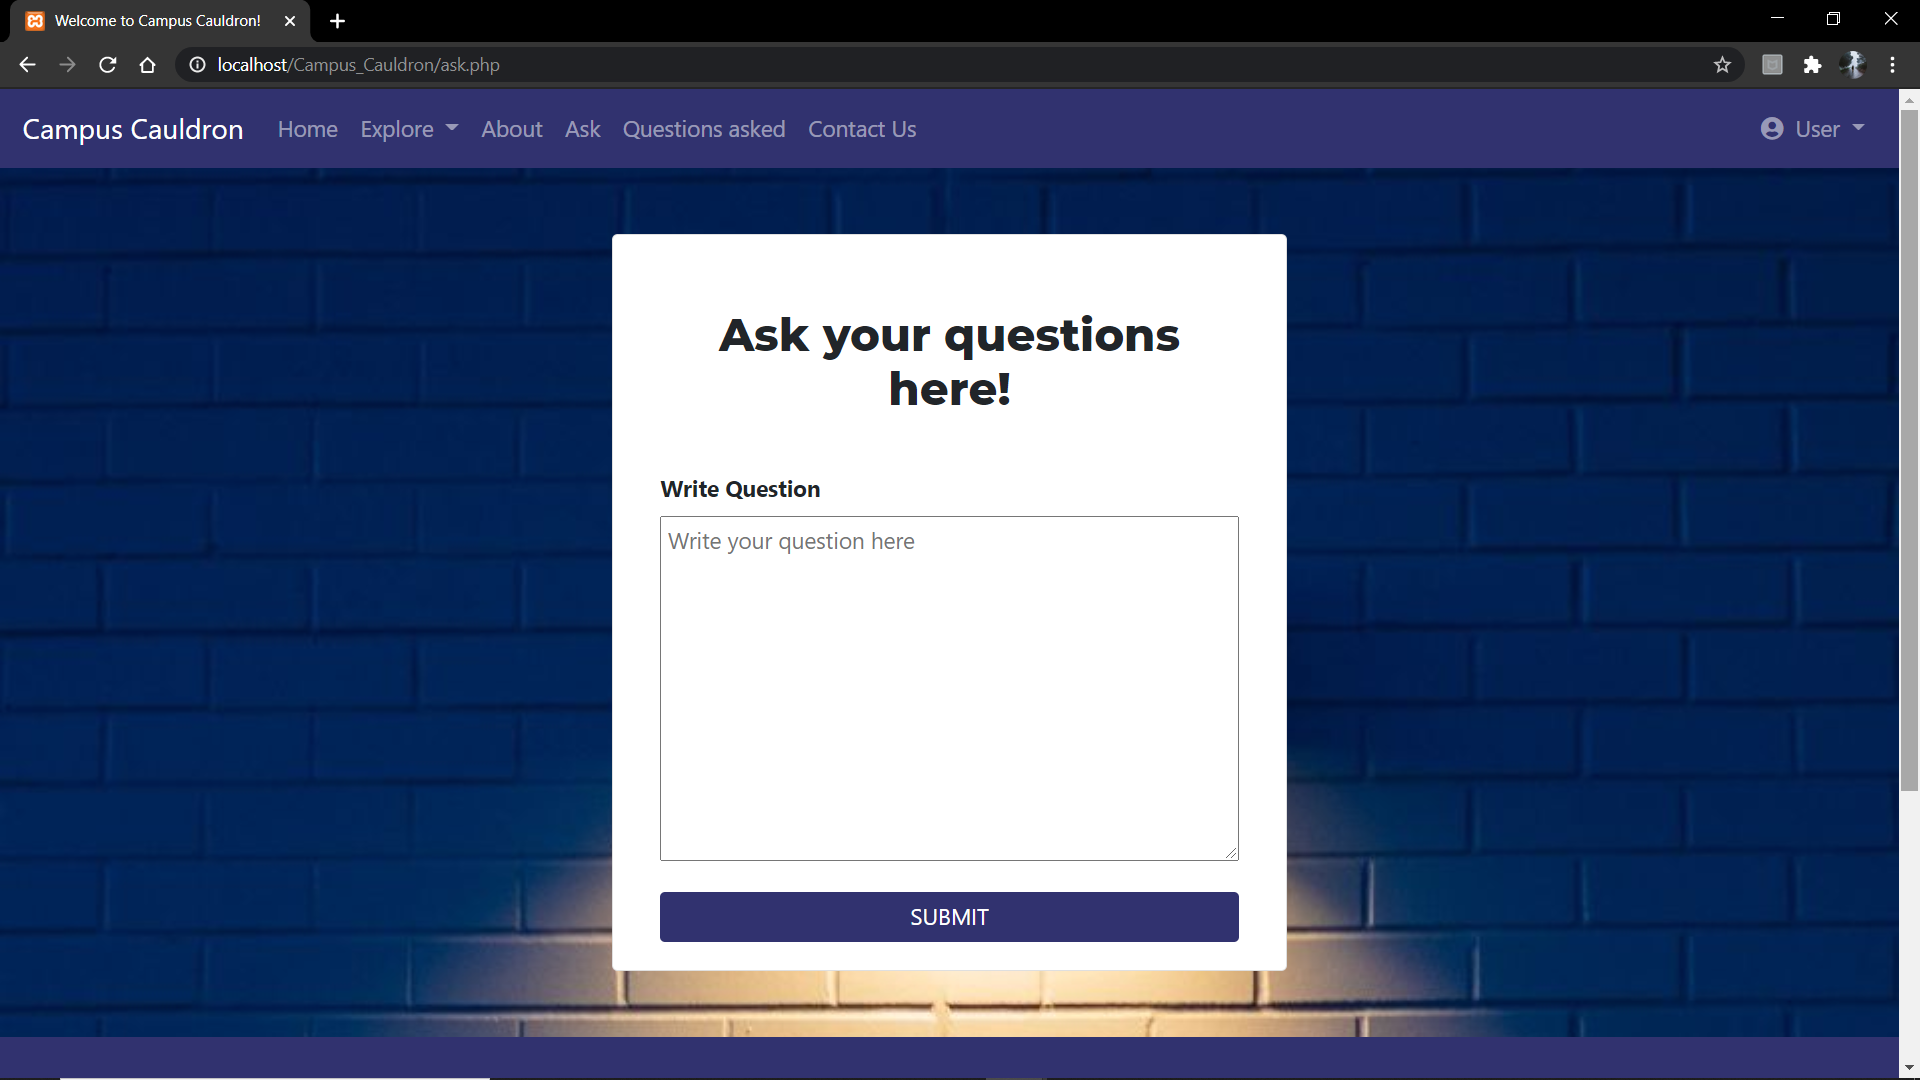 Welcome to Campus Cauldron!
localhost/Campus_Cauldron/ask.php
Campus Cauldron Home Explore About Ask Questions asked Contact Us User
Ask your questions
here!
Write Question
Write your question here
SUBMIT